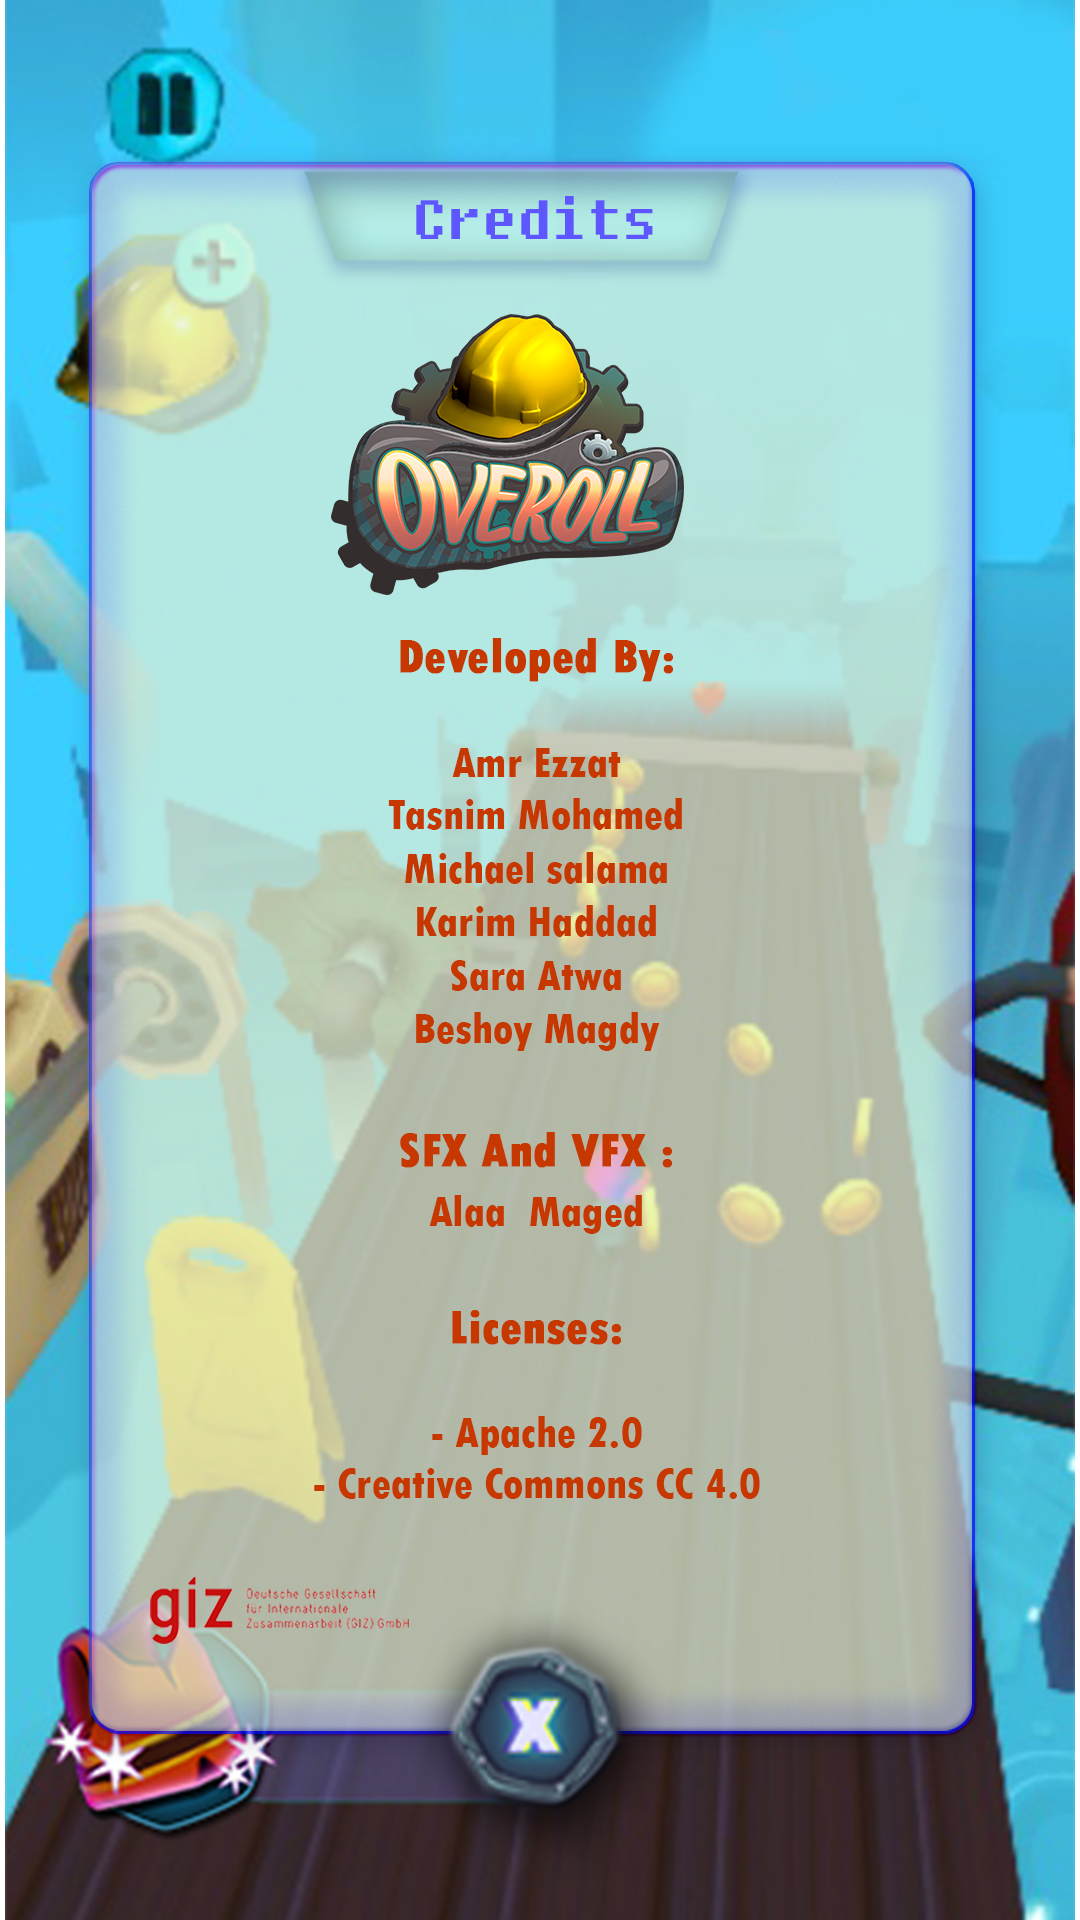 Credits
OVEROLL
Developed By:
Amr Ezzat
Tasnim Mohamed
Michael salama
Karim Haddad
Sara Atwa
Beshoy Magdy
SFX And VFX :
Alaa  Maged
Licenses:
- Apache 2.0
- Creative Commons CC 4.0
giz
Deutsche Gesellschaft
für Internationale
Zusammenarbeit (GIZ) GmbH
X